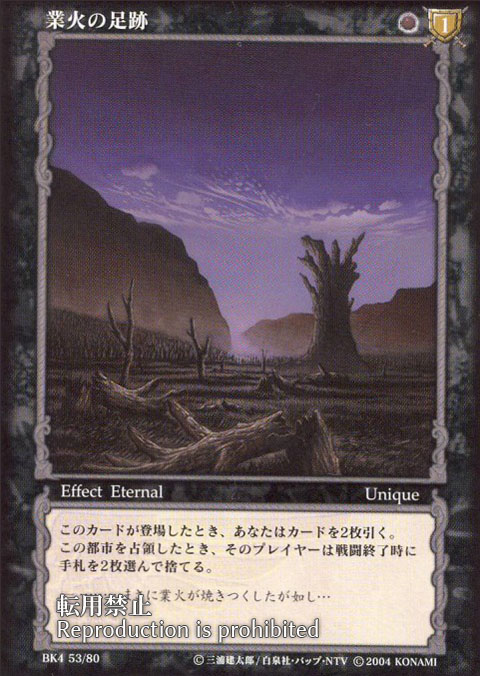 業火の足跡
1
Effect Eternal
Unique
このカードが登場したとき、あなたはカードを2枚引く。
この都市を占領したとき、そのプレイヤーは戦闘終了時に
手札を2枚選んで捨てる。
に業火が焼きつくしたが如し…
転用禁止
Reproduction is prohibited
BK4 53/80
©三浦建太郎/白泉社・バップ・NTV ©2004 KONAMI